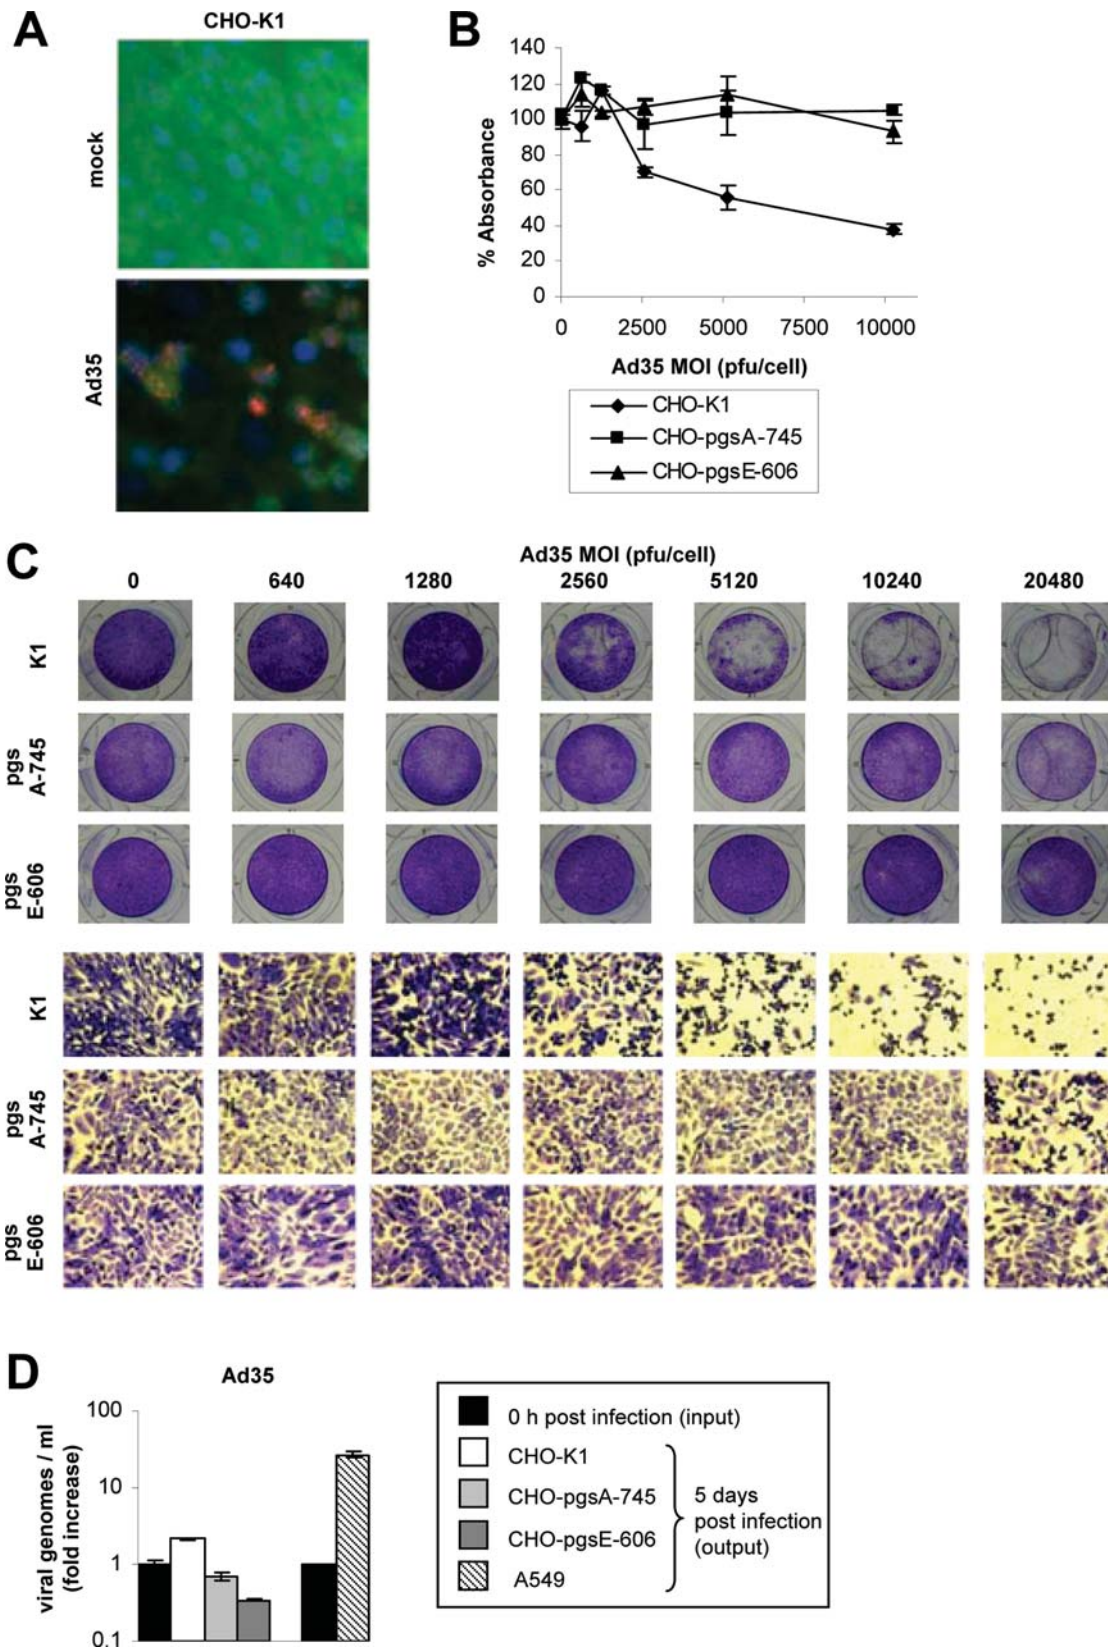 A
CHO-K1
mock
Ad35
B
140
120
100
80
60
40
20
0
% Absorbance
0 2500 5000 7500 10000
Ad35 MOI (pfu/cell)
CHO-K1
CHO-pgsA-745
CHO-pgsE-606
C
Ad35 MOI (pfu/cell)
0 640 1280 2560 5120 10240 20480
K1
pgs
A-745
pgs
E-606
K1
pgs
A-745
pgs
E-606
D
Ad35
100
10
1
0.1
viral genomes / ml
(fold increase)
0 h post infection (input)
CHO-K1
CHO-pgsA-745
CHO-pgsE-606
A549
5 days
post infection
(output)